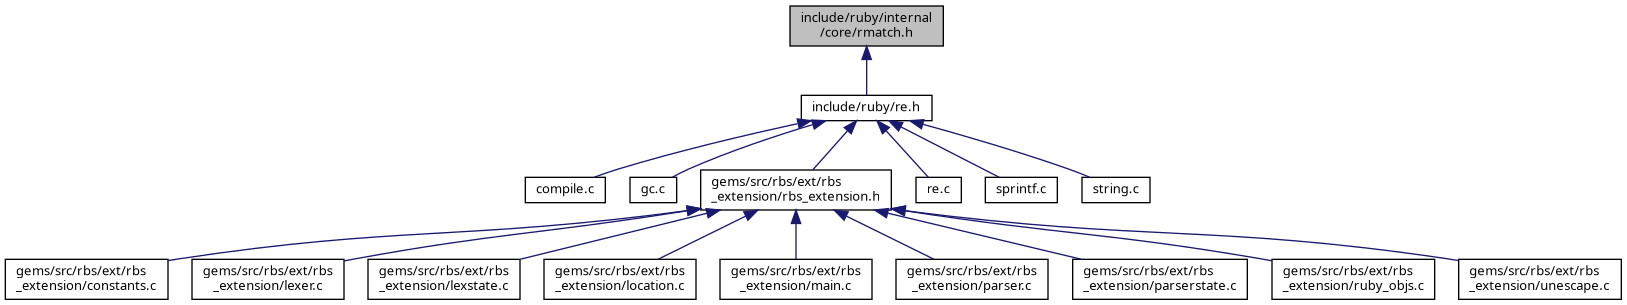 include/ruby/internal
/core/rmatch.h
include/ruby/re.h
compile.c
gc.c
gems/src/rbs/ext/rbs
_extension/rbs_extension.h
re.c
sprintf.c
string.c
gems/src/rbs/ext/rbs
_extension/constants.c
gems/src/rbs/ext/rbs
_extension/lexer.c
gems/src/rbs/ext/rbs
_extension/lexstate.c
gems/src/rbs/ext/rbs
_extension/location.c
gems/src/rbs/ext/rbs
_extension/main.c
gems/src/rbs/ext/rbs
_extension/parser.c
gems/src/rbs/ext/rbs
_extension/parserstate.c
gems/src/rbs/ext/rbs
_extension/ruby_objs.c
gems/src/rbs/ext/rbs
_extension/unescape.c